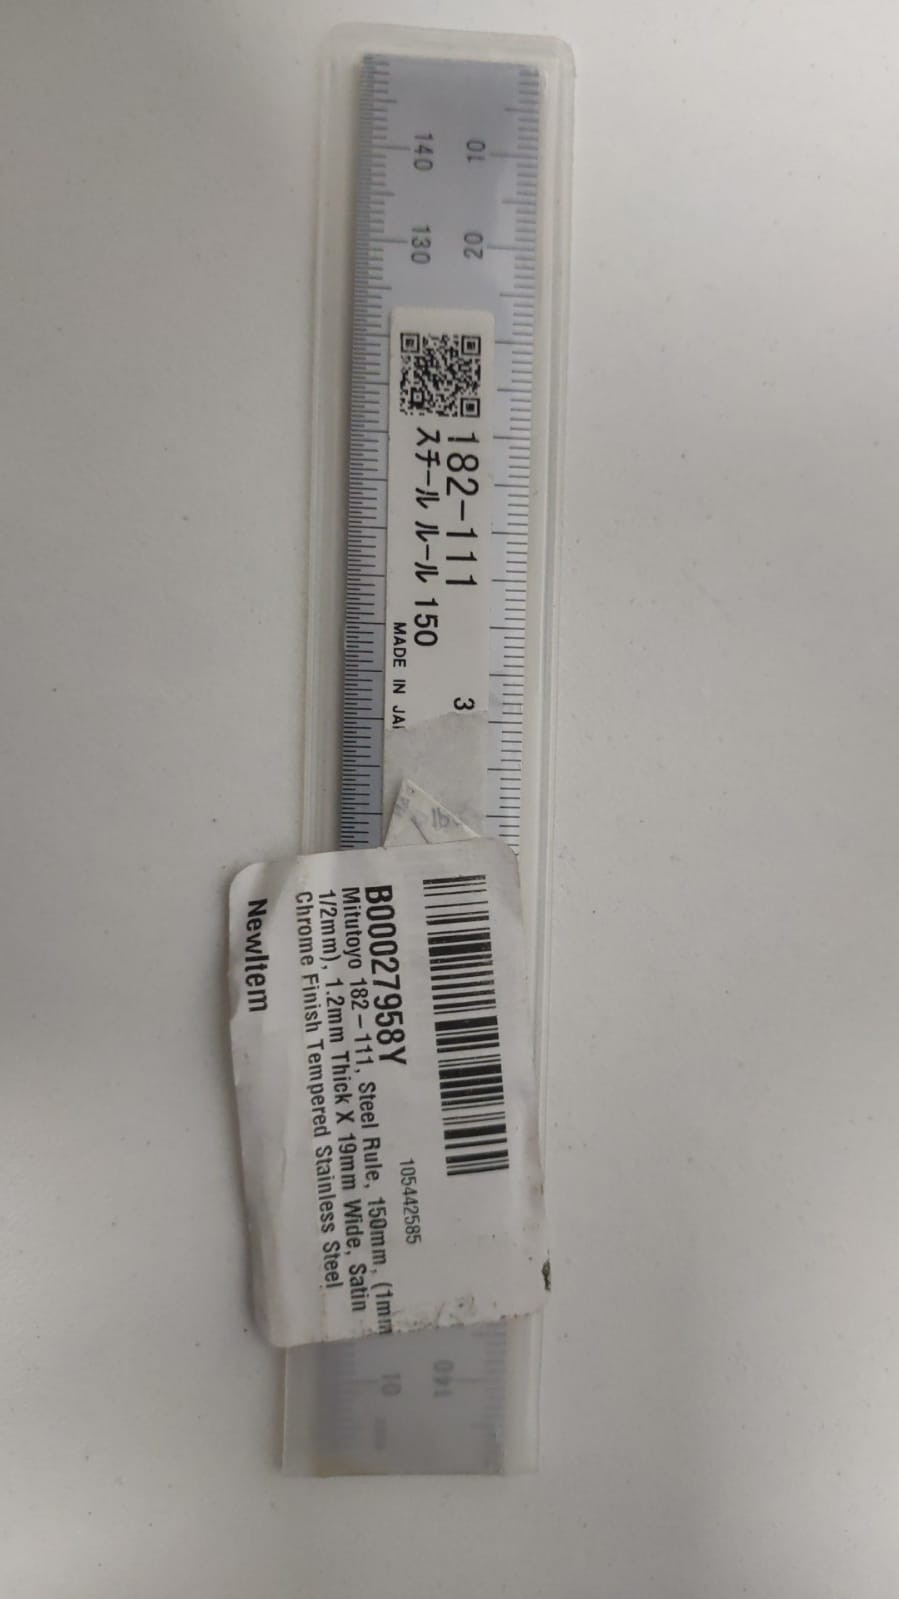 10
20
140
130
182-111
スチール ルール 150
3
MADE IN JA
105442585
B00027958Y
Mitutoyo 182-111, Steel Rule, 150mm, (1mm
1/2mm), 1.2mm Thick X 19mm Wide, Satin
Chrome Finish Tempered Stainless Steel
NewItem
140
10